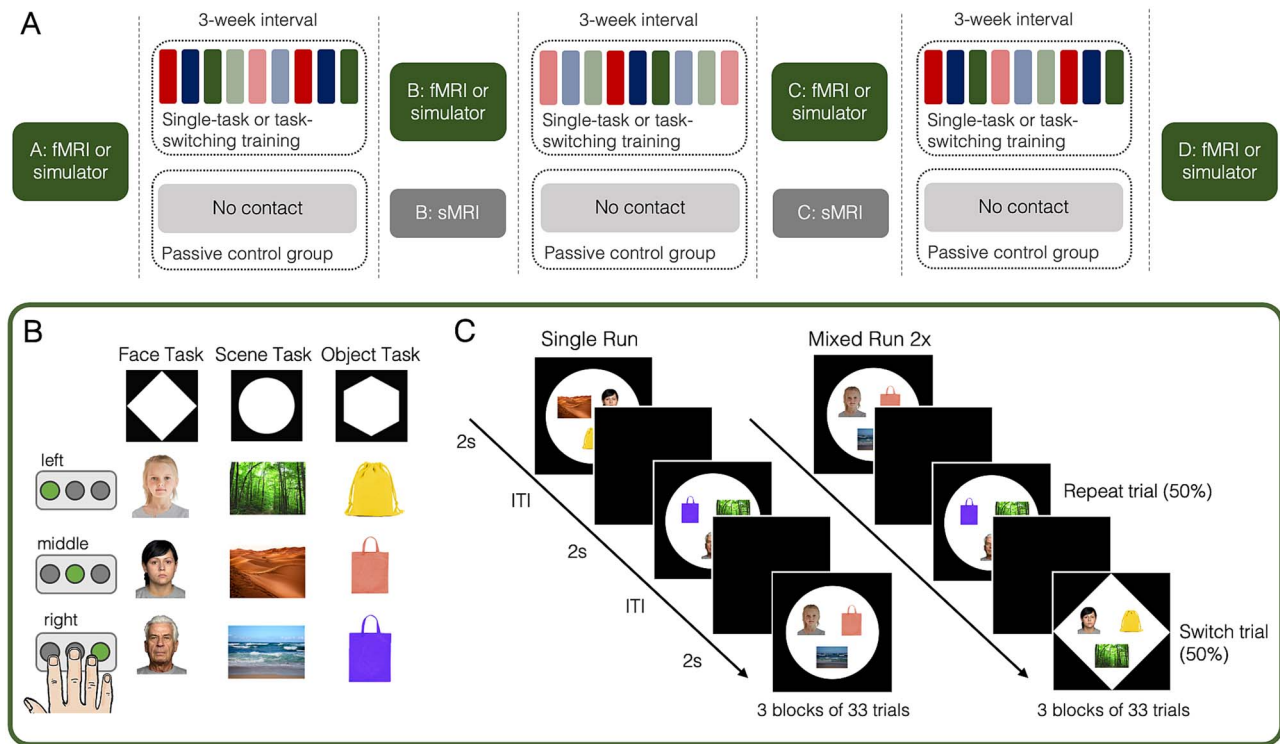 A
3-week interval
3-week interval
3-week interval
Single-task or task-
switching training
Single-task or task-
switching training
Single-task or task-
switching training
A: fMRI or
simulator
B: fMRI or
simulator
C: fMRI or
simulator
D: fMRI or
simulator
No contact
No contact
No contact
B: sMRI
C: sMRI
Passive control group
Passive control group
Passive control group
B
Face Task
Scene Task
Object Task
left
middle
right
C
Single Run
Mixed Run 2x
2s
ITI
2s
ITI
2s
Repeat trial (50%)
Switch trial
(50%)
3 blocks of 33 trials
3 blocks of 33 trials